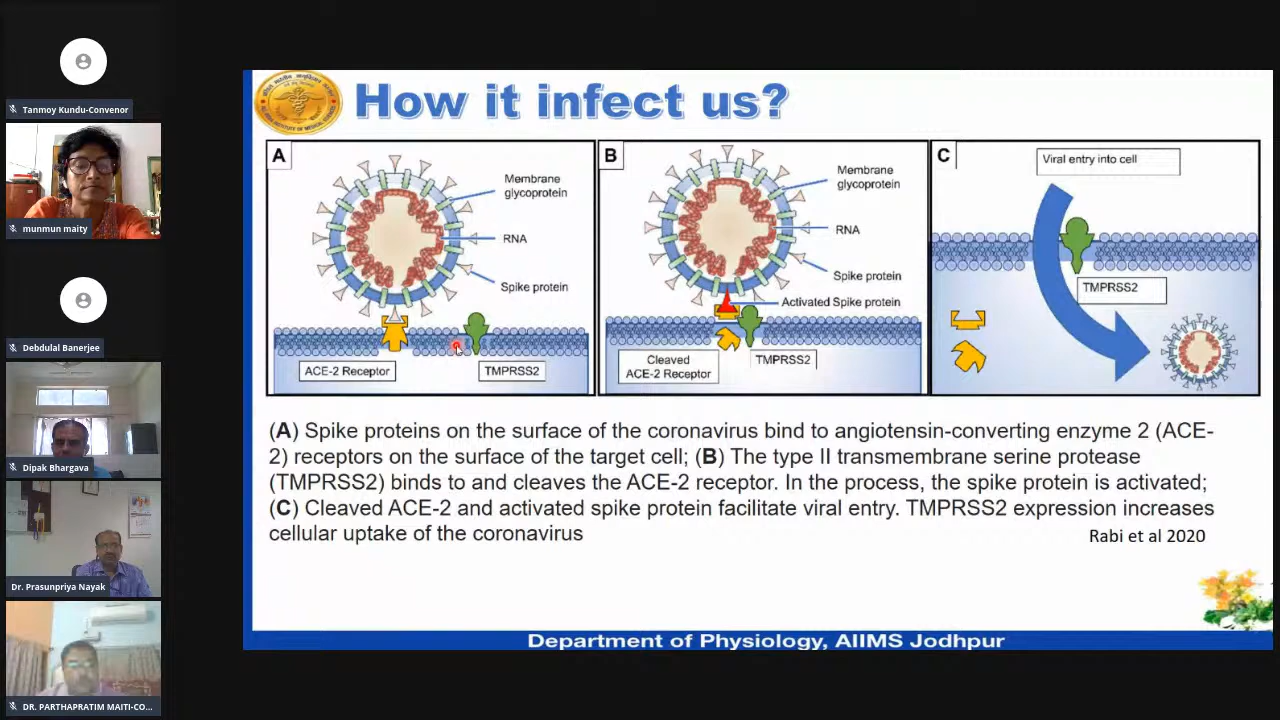 Tanmoy Kundu-Convenor
munmun maity
Debdulal Banerjee
Dipak Bhargava
Dr. Prasunpriya Nayak
DR. PARTHAPRATIM MAITI-CO...
How it infect us?
A
Membrane
glycoprotein
RNA
Spike protein
ACE-2 Receptor
TMPRSS2
B
Membrane
glycoprotein
RNA
Spike protein
Activated Spike protein
Cleaved
ACE-2 Receptor
TMPRSS2
C
Viral entry into cell
TMPRSS2
(A) Spike proteins on the surface of the coronavirus bind to angiotensin-converting enzyme 2 (ACE-
2) receptors on the surface of the target cell; (B) The type II transmembrane serine protease
(TMPRSS2) binds to and cleaves the ACE-2 receptor. In the process, the spike protein is activated;
(C) Cleaved ACE-2 and activated spike protein facilitate viral entry. TMPRSS2 expression increases
cellular uptake of the coronavirus
Rabi et al 2020
Department of Physiology, AIIMS Jodhpur